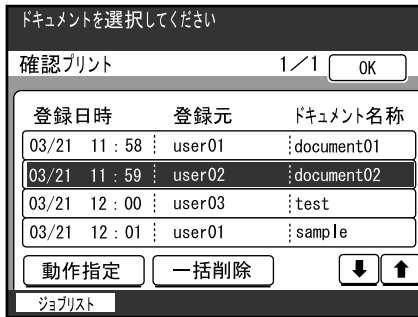 ドキュメントを選択してください
確認プリント 1/1 OK
登録日時 登録元 ドキュメント名称
03/21 11:58 user01 document01
03/21 11:59 user02 document02
03/21 12:00 user03 test
03/21 12:01 user01 sample
動作指定 一括削除
ジョブリスト